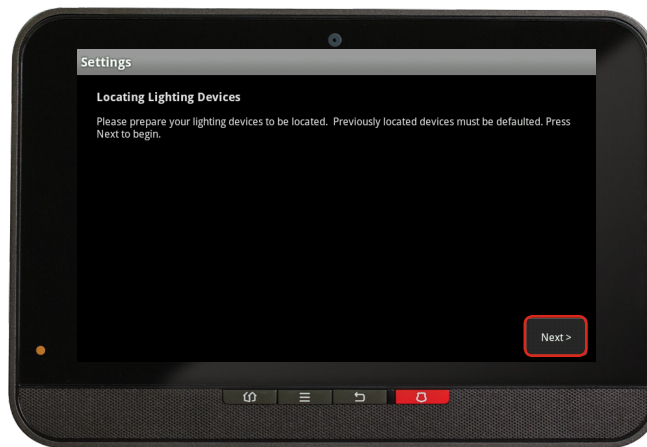 Settings
Locating Lighting Devices
Please prepare your lighting devices to be located.  Previously located devices must be defaulted. Press
Next to begin.
Next >